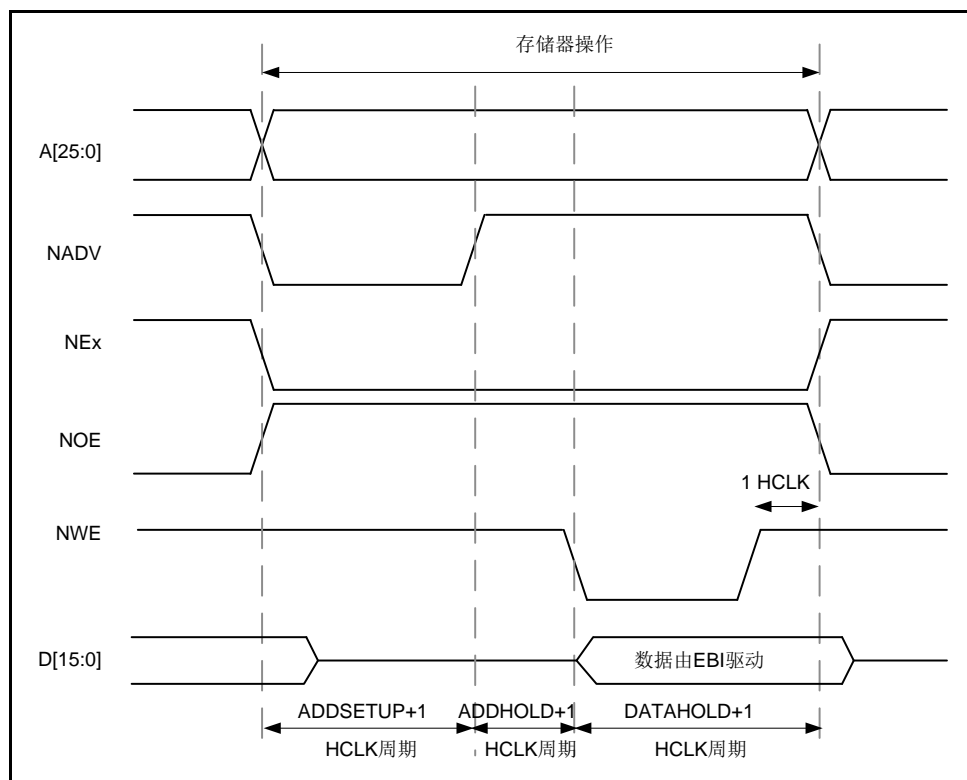 存储器操作
A[25:0]
NADV
NEx
NOE
1 HCLK
NWE
D[15:0]
数据由EBI驱动
ADDSETUP+1
ADDHOLD+1
DATAHOLD+1
HCLK周期
HCLK周期
HCLK周期